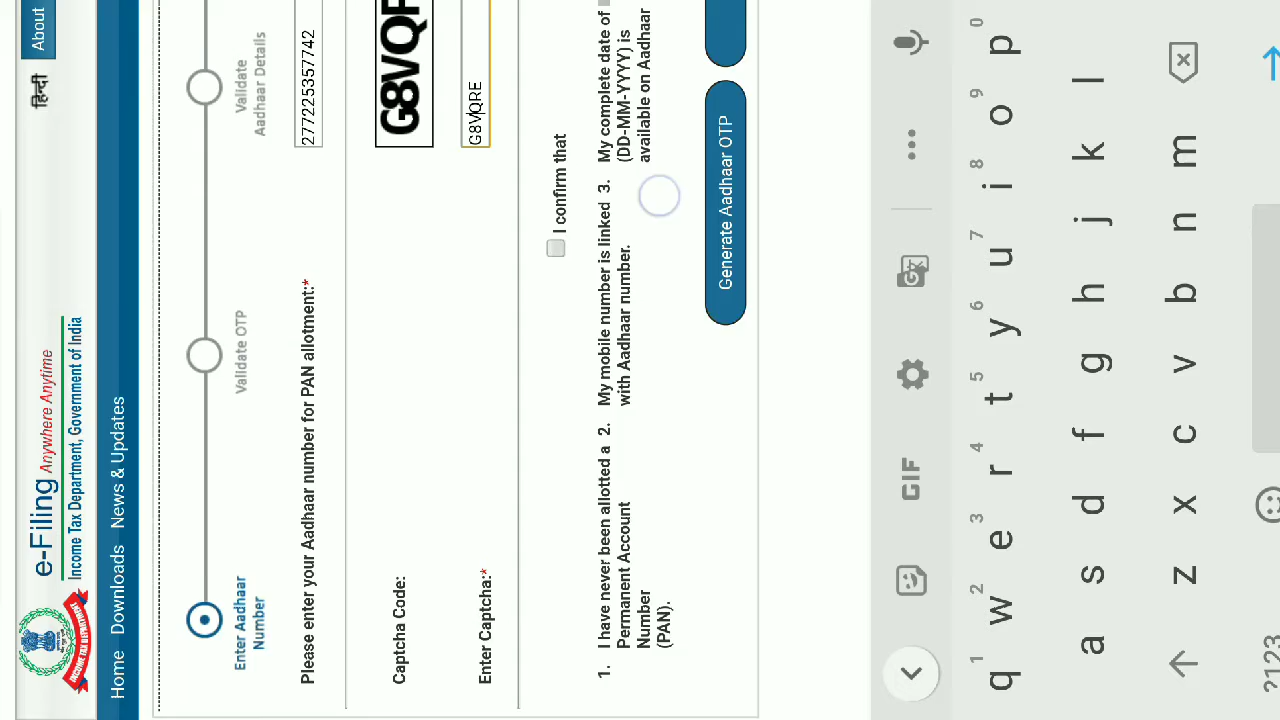 e-Filing Anywhere Anytime
Income Tax Department, Government of India
INCOME TAX DEPARTMENT
हिन्दी
Home Downloads News & Updates
About
Enter Aadhaar
Number
Validate OTP
Validate
Aadhaar Details
Please enter your Aadhaar number for PAN allotment:*
277225357742
Captcha Code:
Enter Captcha:*
G8VQRE
I confirm that
1. I have never been allotted a
Permanent Account
Number
(PAN).
2. My mobile number is linked
with Aadhaar number.
3. My complete date of
(DD-MM-YYYY) is
available on Aadhaar
Generate Aadhaar OTP
GIF
1 2 3 4 5 6 7 8 9 0
q w e r t y u i o p
a s d f g h j k l
z x c v b n m
?123